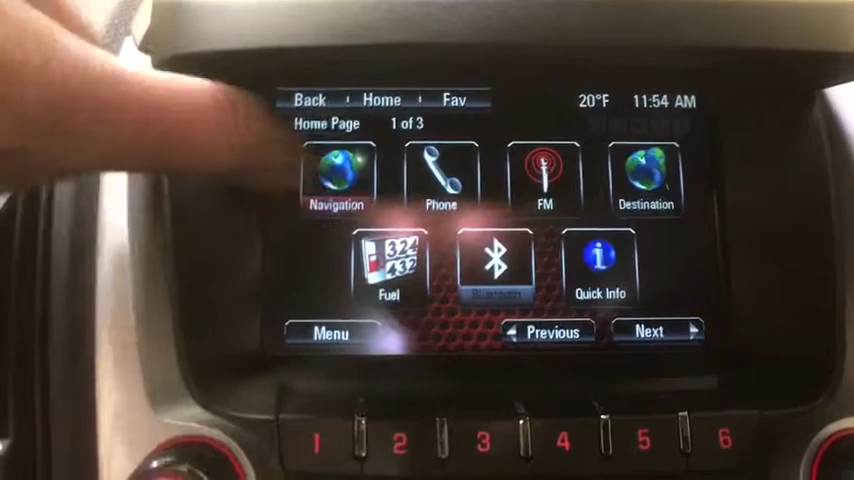 Back Home Fav 20°F 11:54 AM
Home Page 1 of 3
Navigation Phone FM Destination
324
432
Fuel Bluetooth Quick Info
Menu Previous Next
1 2 3 4 5 6